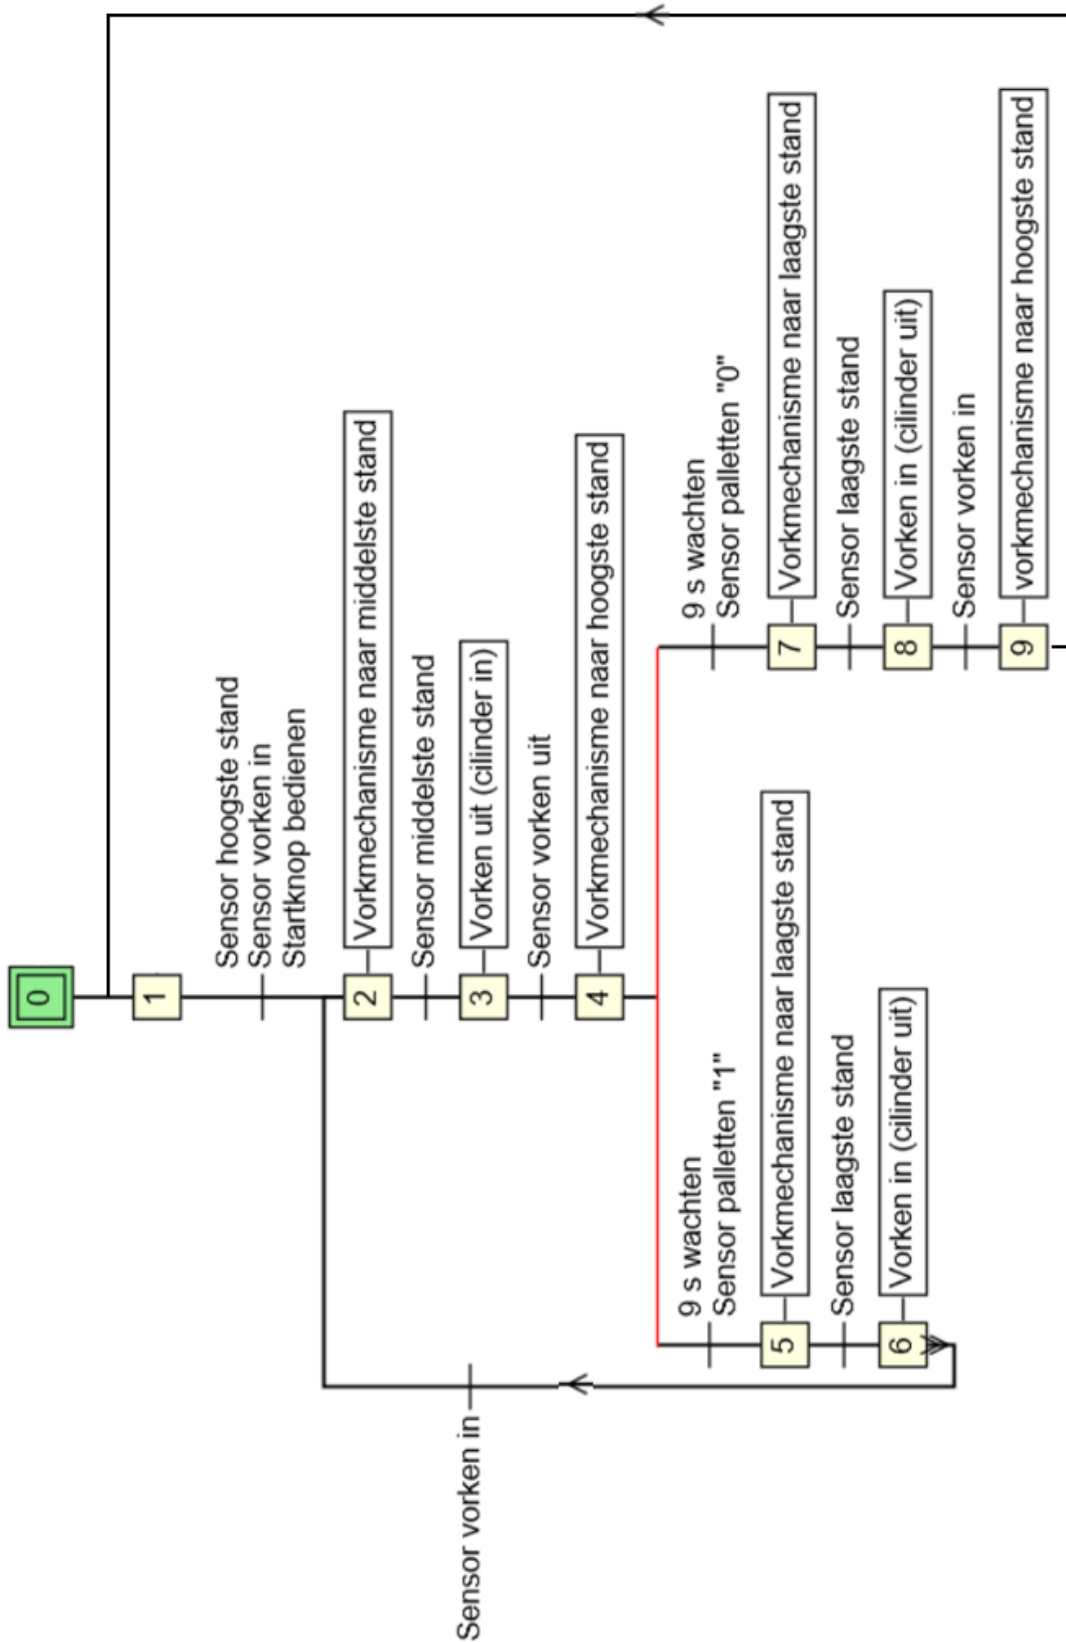 0
1
Sensor hoogste stand
Sensor vorken in
Startknop bedienen
2
Vorkmechanisme naar middelste stand
Sensor middelste stand
3
Vorken uit (cilinder in)
Sensor vorken uit
4
Vorkmechanisme naar hoogste stand
Sensor vorken in
9 s wachten
Sensor palletten "1"
5
Vorkmechanisme naar laagste stand
Sensor laagste stand
6
Vorken in (cilinder uit)
9 s wachten
Sensor palletten "0"
7
Vorkmechanisme naar laagste stand
Sensor laagste stand
8
Vorken in (cilinder uit)
Sensor vorken in
9
vorkmechanisme naar hoogste stand